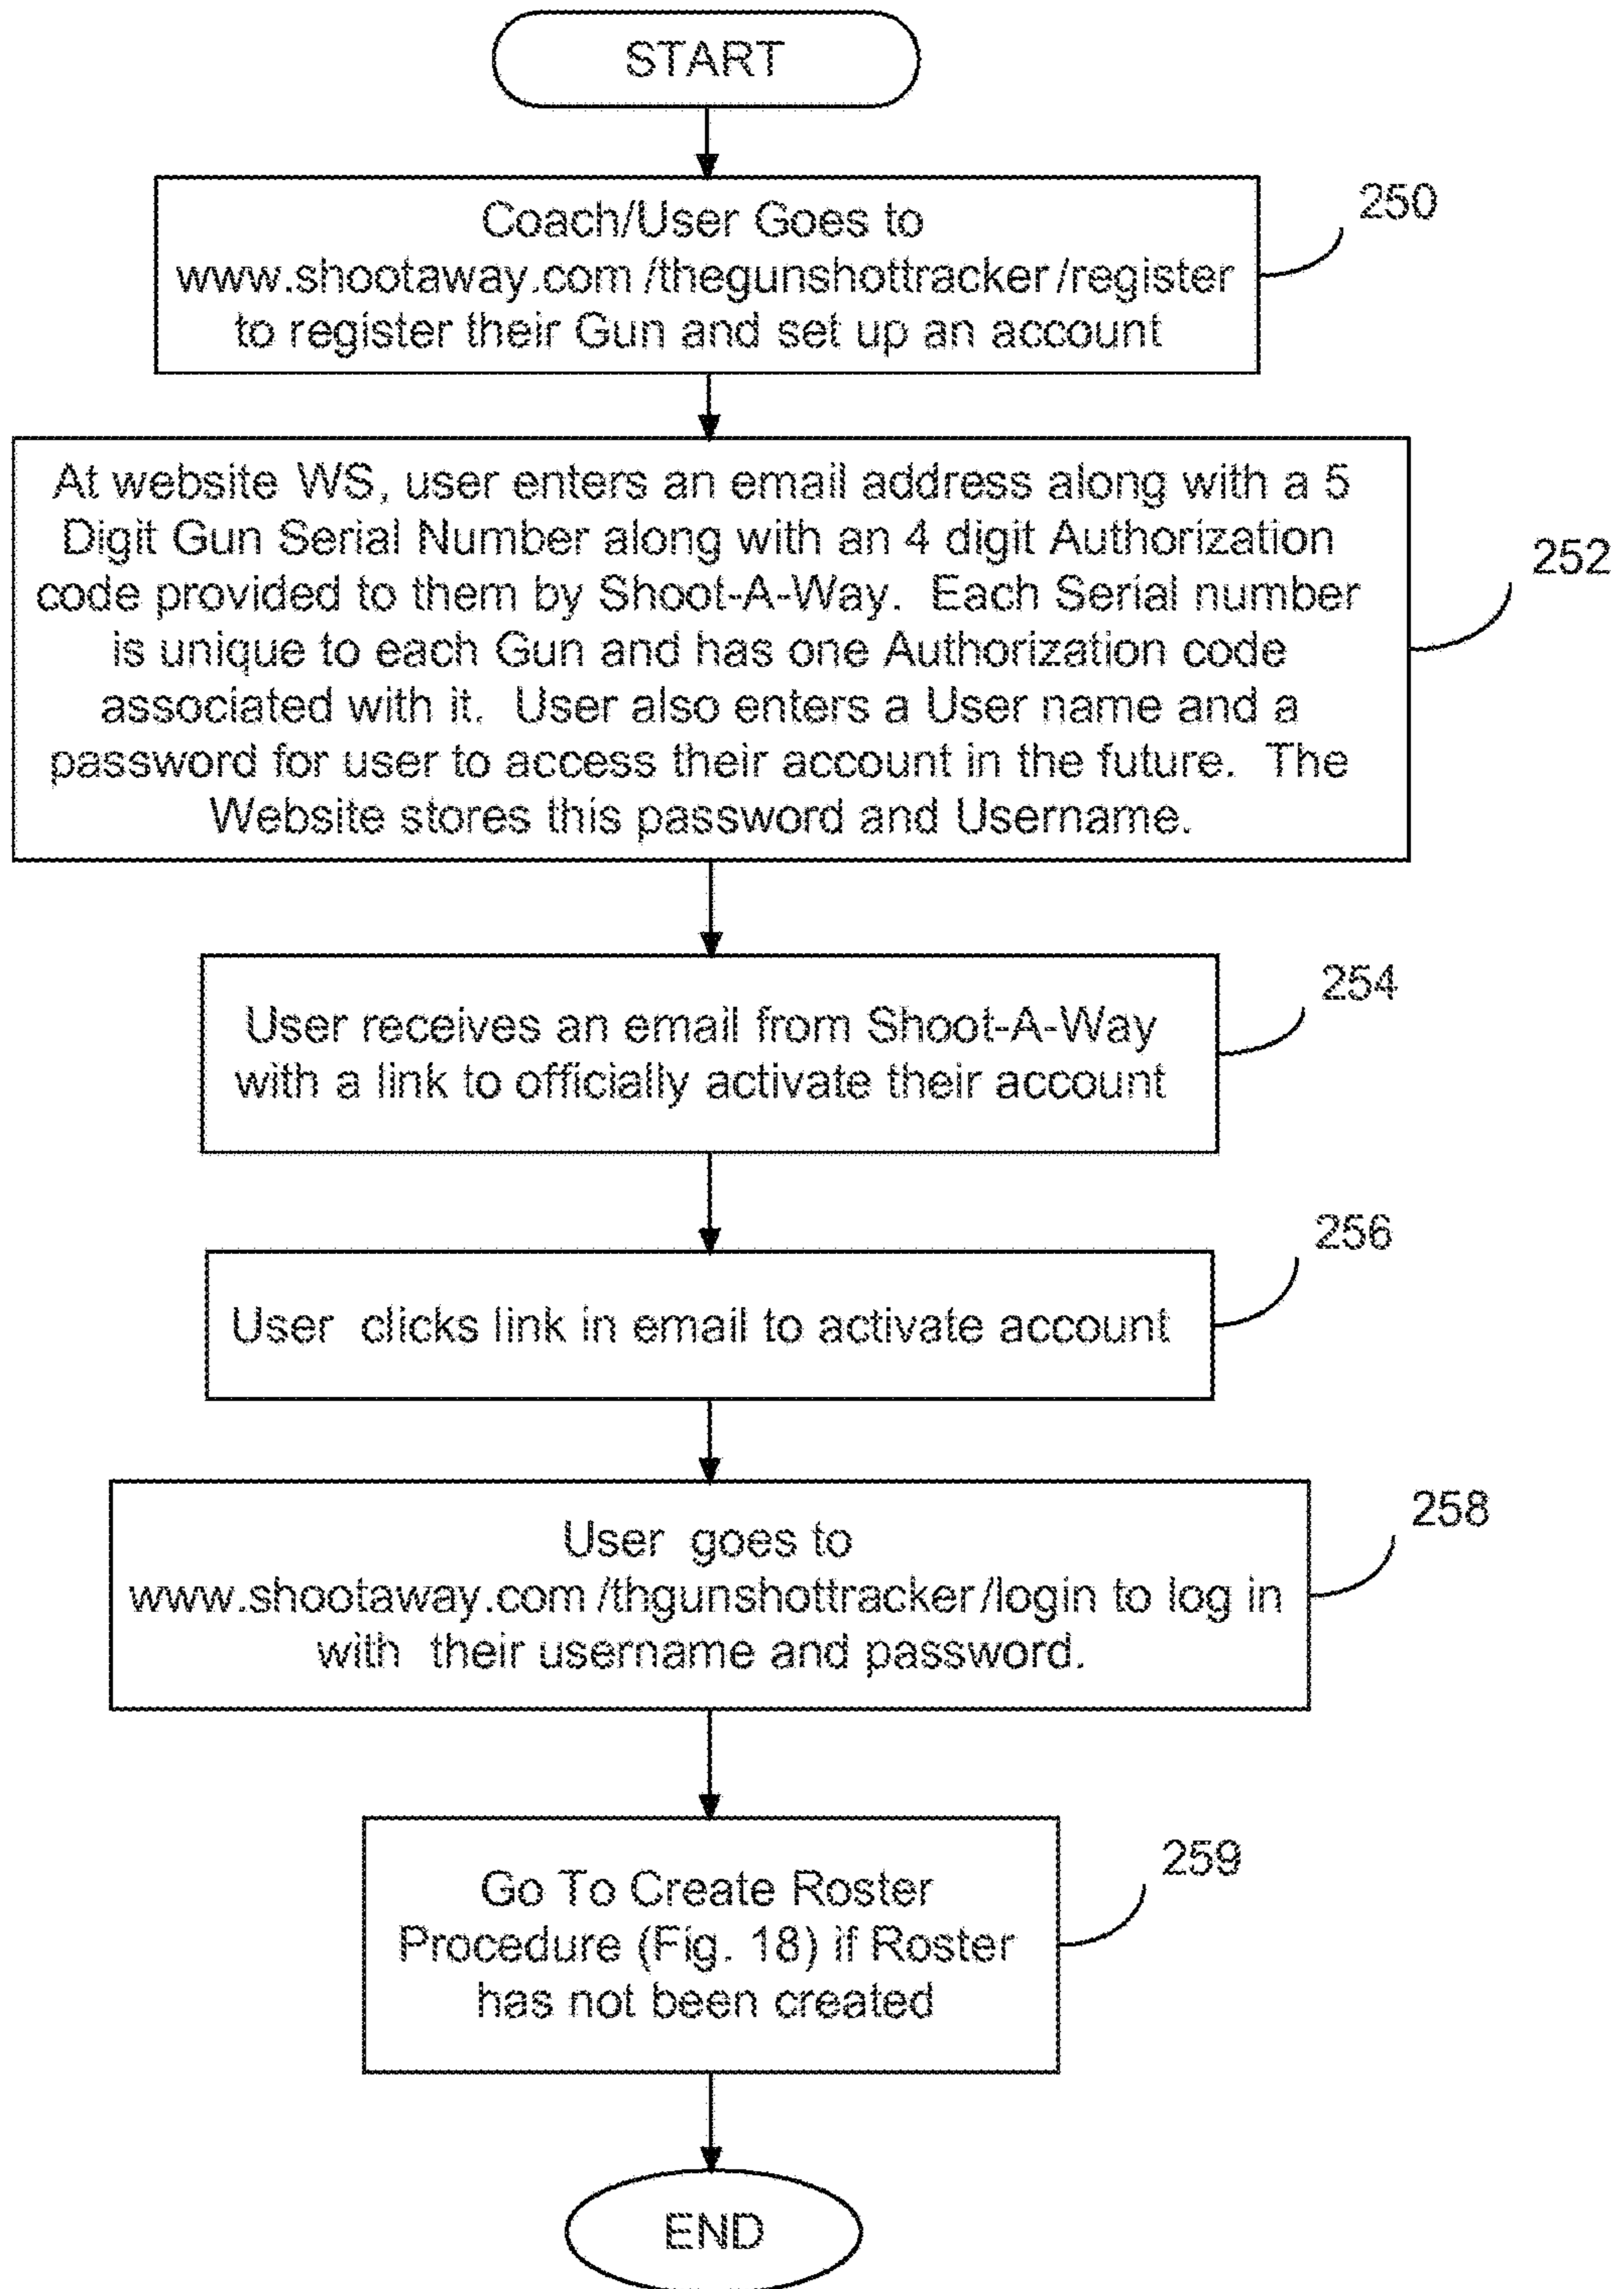 START
Coach/User Goes to
www.shootaway.com/thegunshottracker/register
to register their Gun and set up an account
250
At website WS, user enters an email address along with a 5
Digit Gun Serial Number along with an 4 digit Authorization
code provided to them by Shoot-A-Way. Each Serial number
is unique to each Gun and has one Authorization code
associated with it. User also enters a User name and a
password for user to access their account in the future. The
Website stores this password and Username.
252
User receives an email from Shoot-A-Way
with a link to officially activate their account
254
User clicks link in email to activate account
256
User goes to
www.shootaway.com/thgunshottracker/login to log in
with their username and password.
258
Go To Create Roster
Procedure (Fig. 18) if Roster
has not been created
259
END